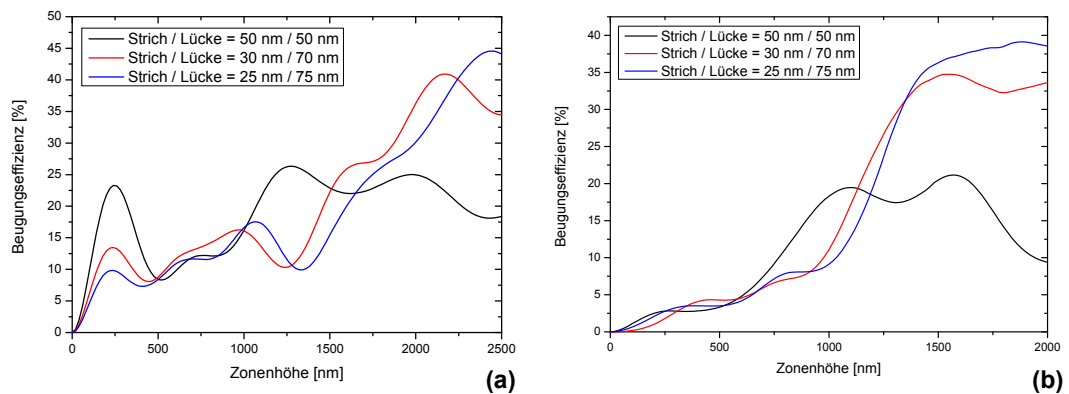 50
45
40
35
30
25
20
15
10
5
0
Beugungseffizienz [%]
Strich / Lücke = 50 nm / 50 nm
Strich / Lücke = 30 nm / 70 nm
Strich / Lücke = 25 nm / 75 nm
0 500 1000 1500 2000 2500
Zonenhöhe [nm]
(a)
40
35
30
25
20
15
10
5
0
Beugungseffizienz [%]
Strich / Lücke = 50 nm / 50 nm
Strich / Lücke = 30 nm / 70 nm
Strich / Lücke = 25 nm / 75 nm
0 500 1000 1500 2000
Zonenhöhe [nm]
(b)